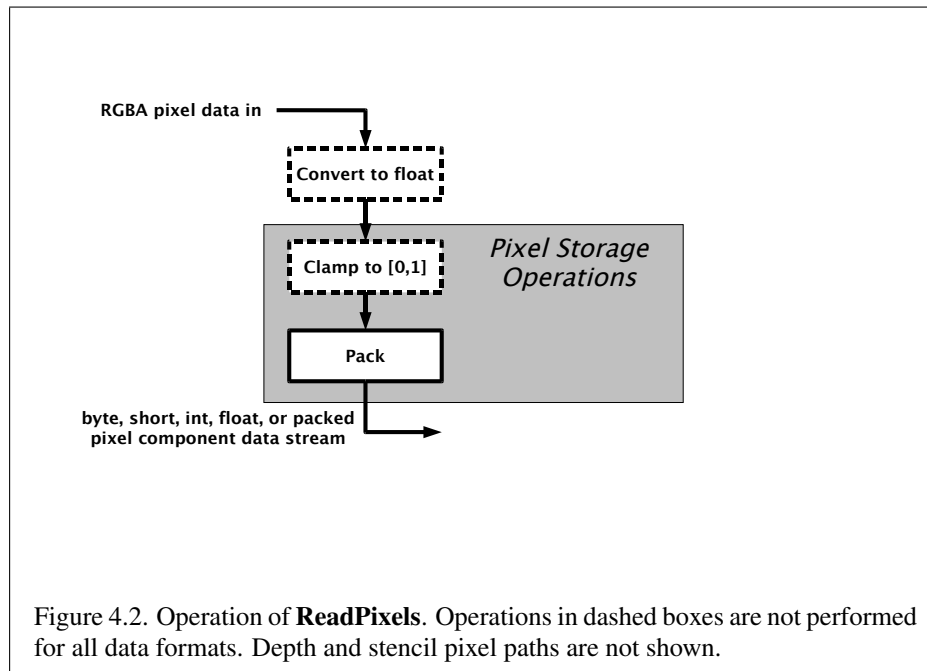 RGBA pixel data in
Convert to float
Pixel Storage
Operations
Clamp to [0,1]
Pack
byte, short, int, float, or packed
pixel component data stream
Figure 4.2. Operation of ReadPixels. Operations in dashed boxes are not performed
for all data formats. Depth and stencil pixel paths are not shown.